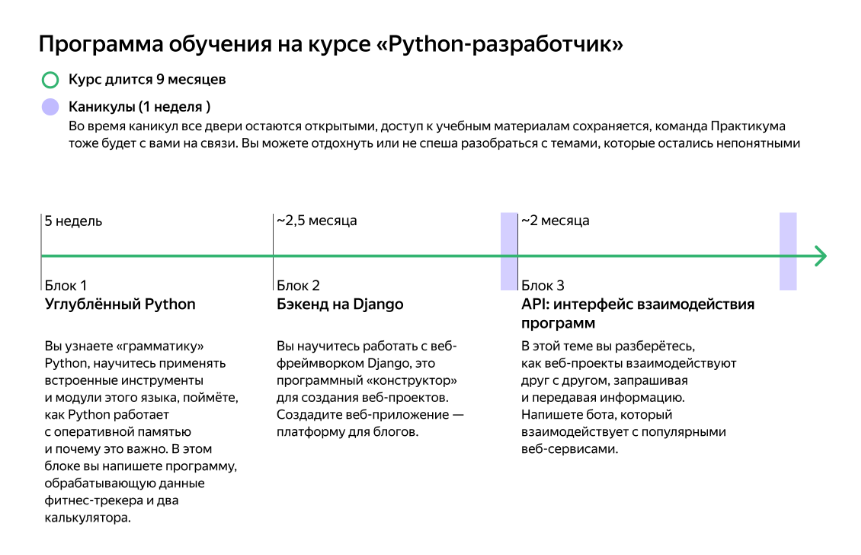 Программа обучения на курсе «Python-разработчик»
Курс длится 9 месяцев
Каникулы (1 неделя )
Во время каникул все двери остаются открытыми, доступ к учебным материалам сохраняется, команда Практикума
тоже будет с вами на связи. Вы можете отдохнуть или не спеша разобраться с темами, которые остались непонятными
5 недель
~2,5 месяца
~2 месяца
Блок 1
Углублённый Python
Вы узнаете «грамматику»
Python, научитесь применять
встроенные инструменты
и модули этого языка, поймёте,
как Python работает
с оперативной памятью
и почему это важно. В этом
блоке вы напишете программу,
обрабатывающую данные
фитнес-трекера и два
калькулятора.
Блок 2
Бэкенд на Django
Вы научитесь работать с веб-
фреймворком Django, это
программный «конструктор»
для создания веб-проектов.
Создадите веб-приложение —
платформу для блогов.
Блок 3
API: интерфейс взаимодействия
программ
В этой теме вы разберётесь,
как веб-проекты взаимодействуют
друг с другом, запрашивая
и передавая информацию.
Напишете бота, который
взаимодействует с популярными
веб-сервисами.